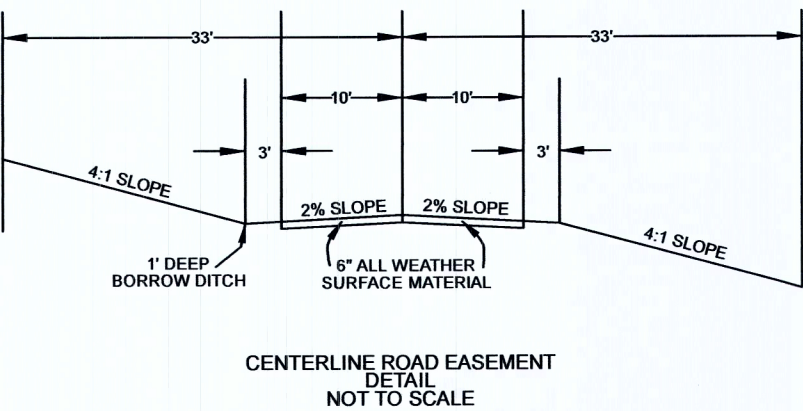 33'
33'
10'
10'
3'
3'
4:1 SLOPE
2% SLOPE
2% SLOPE
4:1 SLOPE
1' DEEP
BORROW DITCH
6" ALL WEATHER
SURFACE MATERIAL
CENTERLINE ROAD EASEMENT
DETAIL
NOT TO SCALE